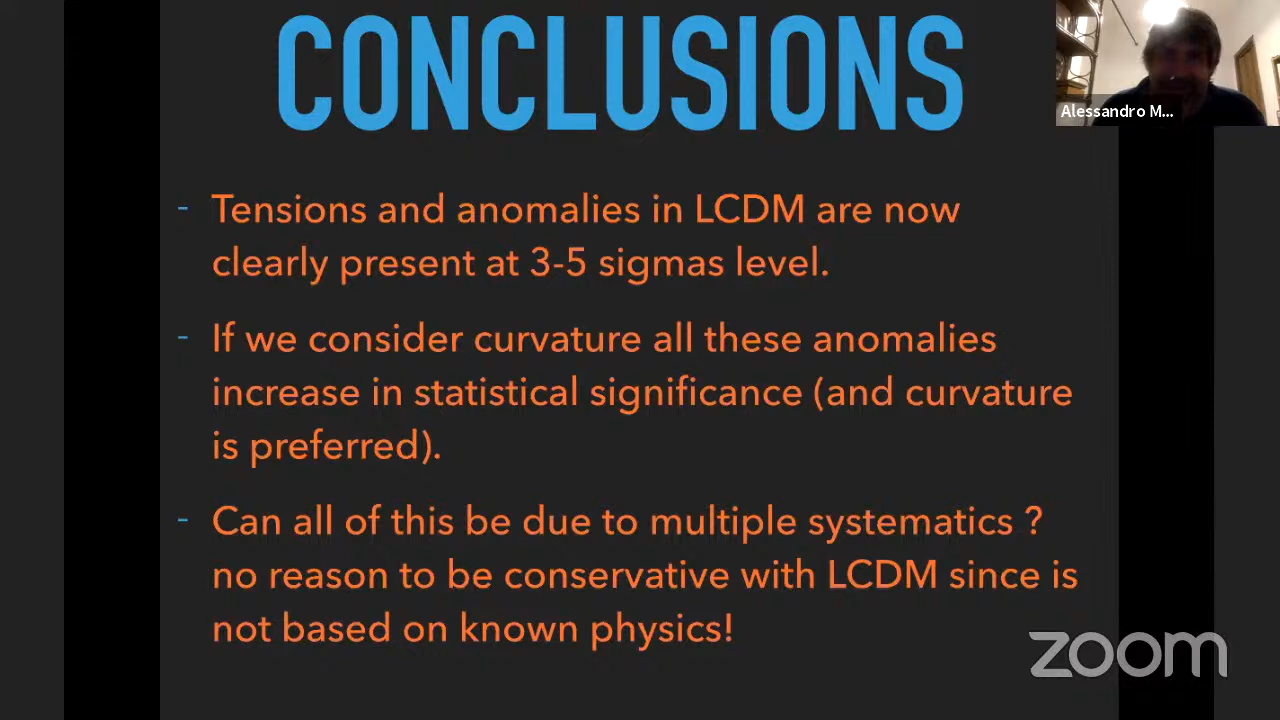 CONCLUSIONS
Alessandro M...
- Tensions and anomalies in LCDM are now
clearly present at 3-5 sigmas level.
- If we consider curvature all these anomalies
increase in statistical significance (and curvature
is preferred).
- Can all of this be due to multiple systematics ?
no reason to be conservative with LCDM since is
not based on known physics!
zoom